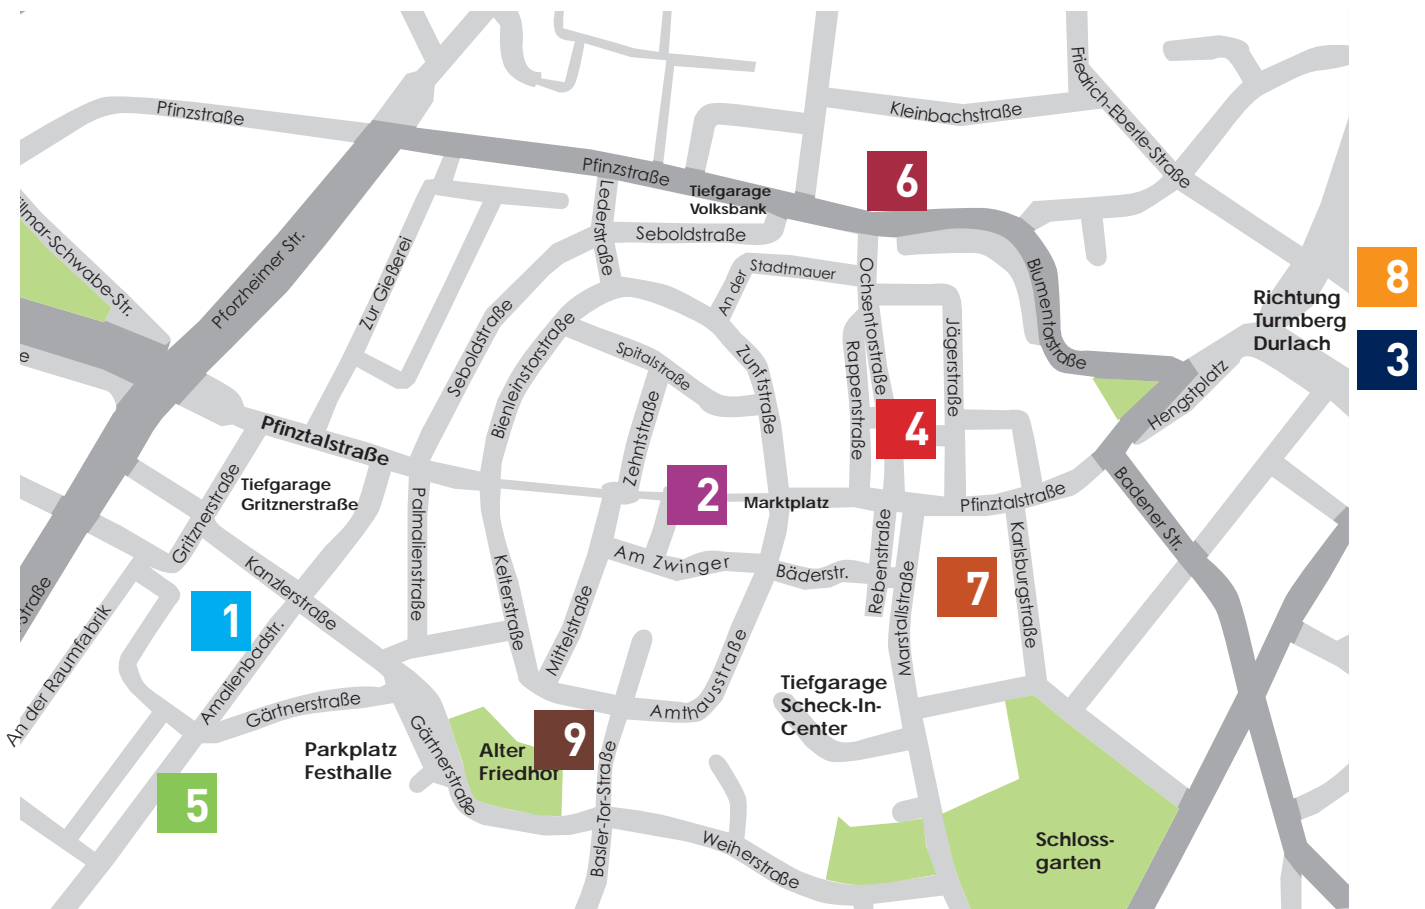 Pfinzstraße
Kleinbachstraße
Friedrich-Eberle-Straße
Pfinzstraße
6
Tiefgarage
Volksbank
Lederstraße
Seboldstraße
llmar-Schwabe-Str.
Pforzheimer Str.
Zur Gießerei
An der
Stadtmauer
Ochsentorstraße
Blumentorstraße
8
Richtung
Turmberg
Durlach
3
Seboldstraße
Bienleinstorstraße
Spitalstraße
Zunftstraße
Rappenstraße
Jägerstraße
e
Hengstplatz
4
Pfinztalstraße
Zehntstraße
Tiefgarage
Gritznerstraße
2
Marktplatz
Pfinztalstraße
Badener Str.
Gritznerstraße
Palmalienstraße
Kelterstraße
Am Zwinger
Bäderstr.
Rebenstraße
Karlsburgstraße
7
Kanzlerstraße
straße
1
An der Raumfabrik
Amalienbadstr.
Mittelstraße
Marstallstraße
Amthausstraße
Gärtnerstraße
Tiefgarage
Scheck-In-
Center
Parkplatz
Festhalle
Gärtnerstraße
Alter
Friedhof
9
Basler-Tor-Straße
5
Weiherstraße
Schloss-
garten